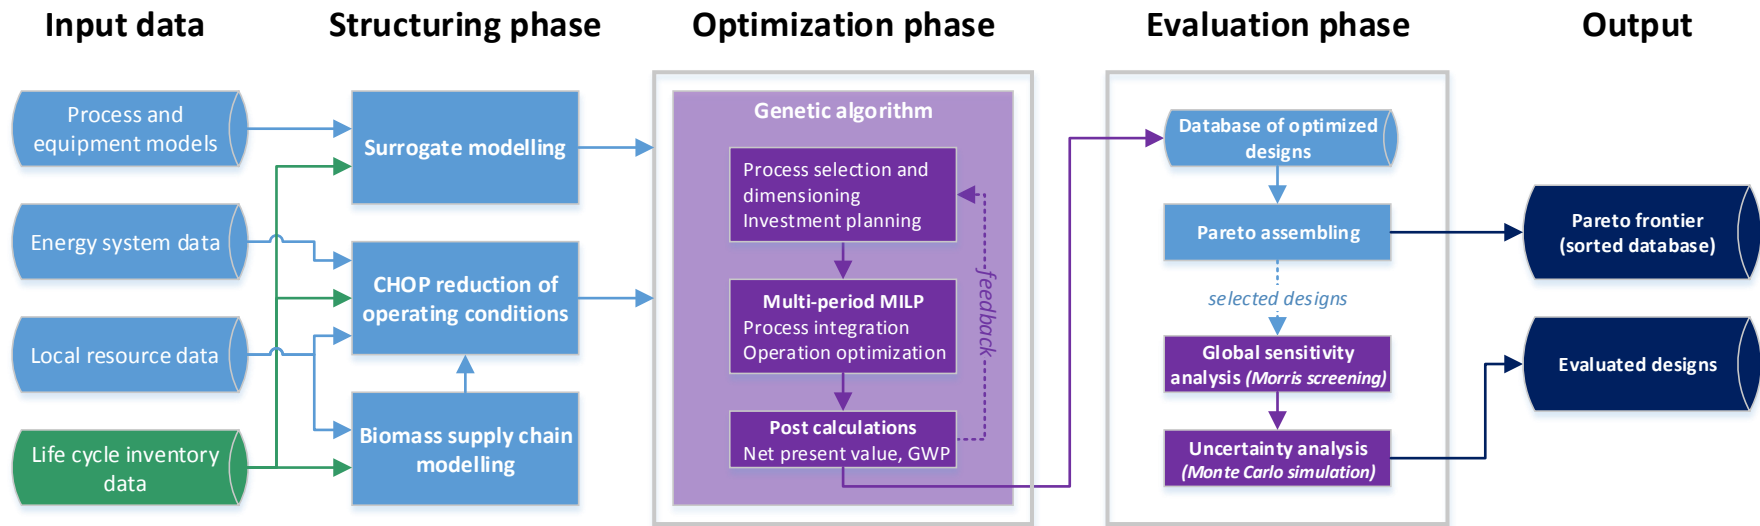 Input data
Structuring phase
Optimization phase
Evaluation phase
Output
Process and
equipment models
Energy system data
Local resource data
Life cycle inventory
data
Surrogate modelling
CHOP reduction of
operating conditions
Biomass supply chain
modelling
Genetic algorithm
Process selection and
dimensioning
Investment planning
Multi-period MILP
Process integration
Operation optimization
Post calculations
Net present value, GWP
feedback
Database of optimized
designs
Pareto assembling
selected designs
Global sensitivity
analysis (Morris screening)
Uncertainty analysis
(Monte Carlo simulation)
Pareto frontier
(sorted database)
Evaluated designs